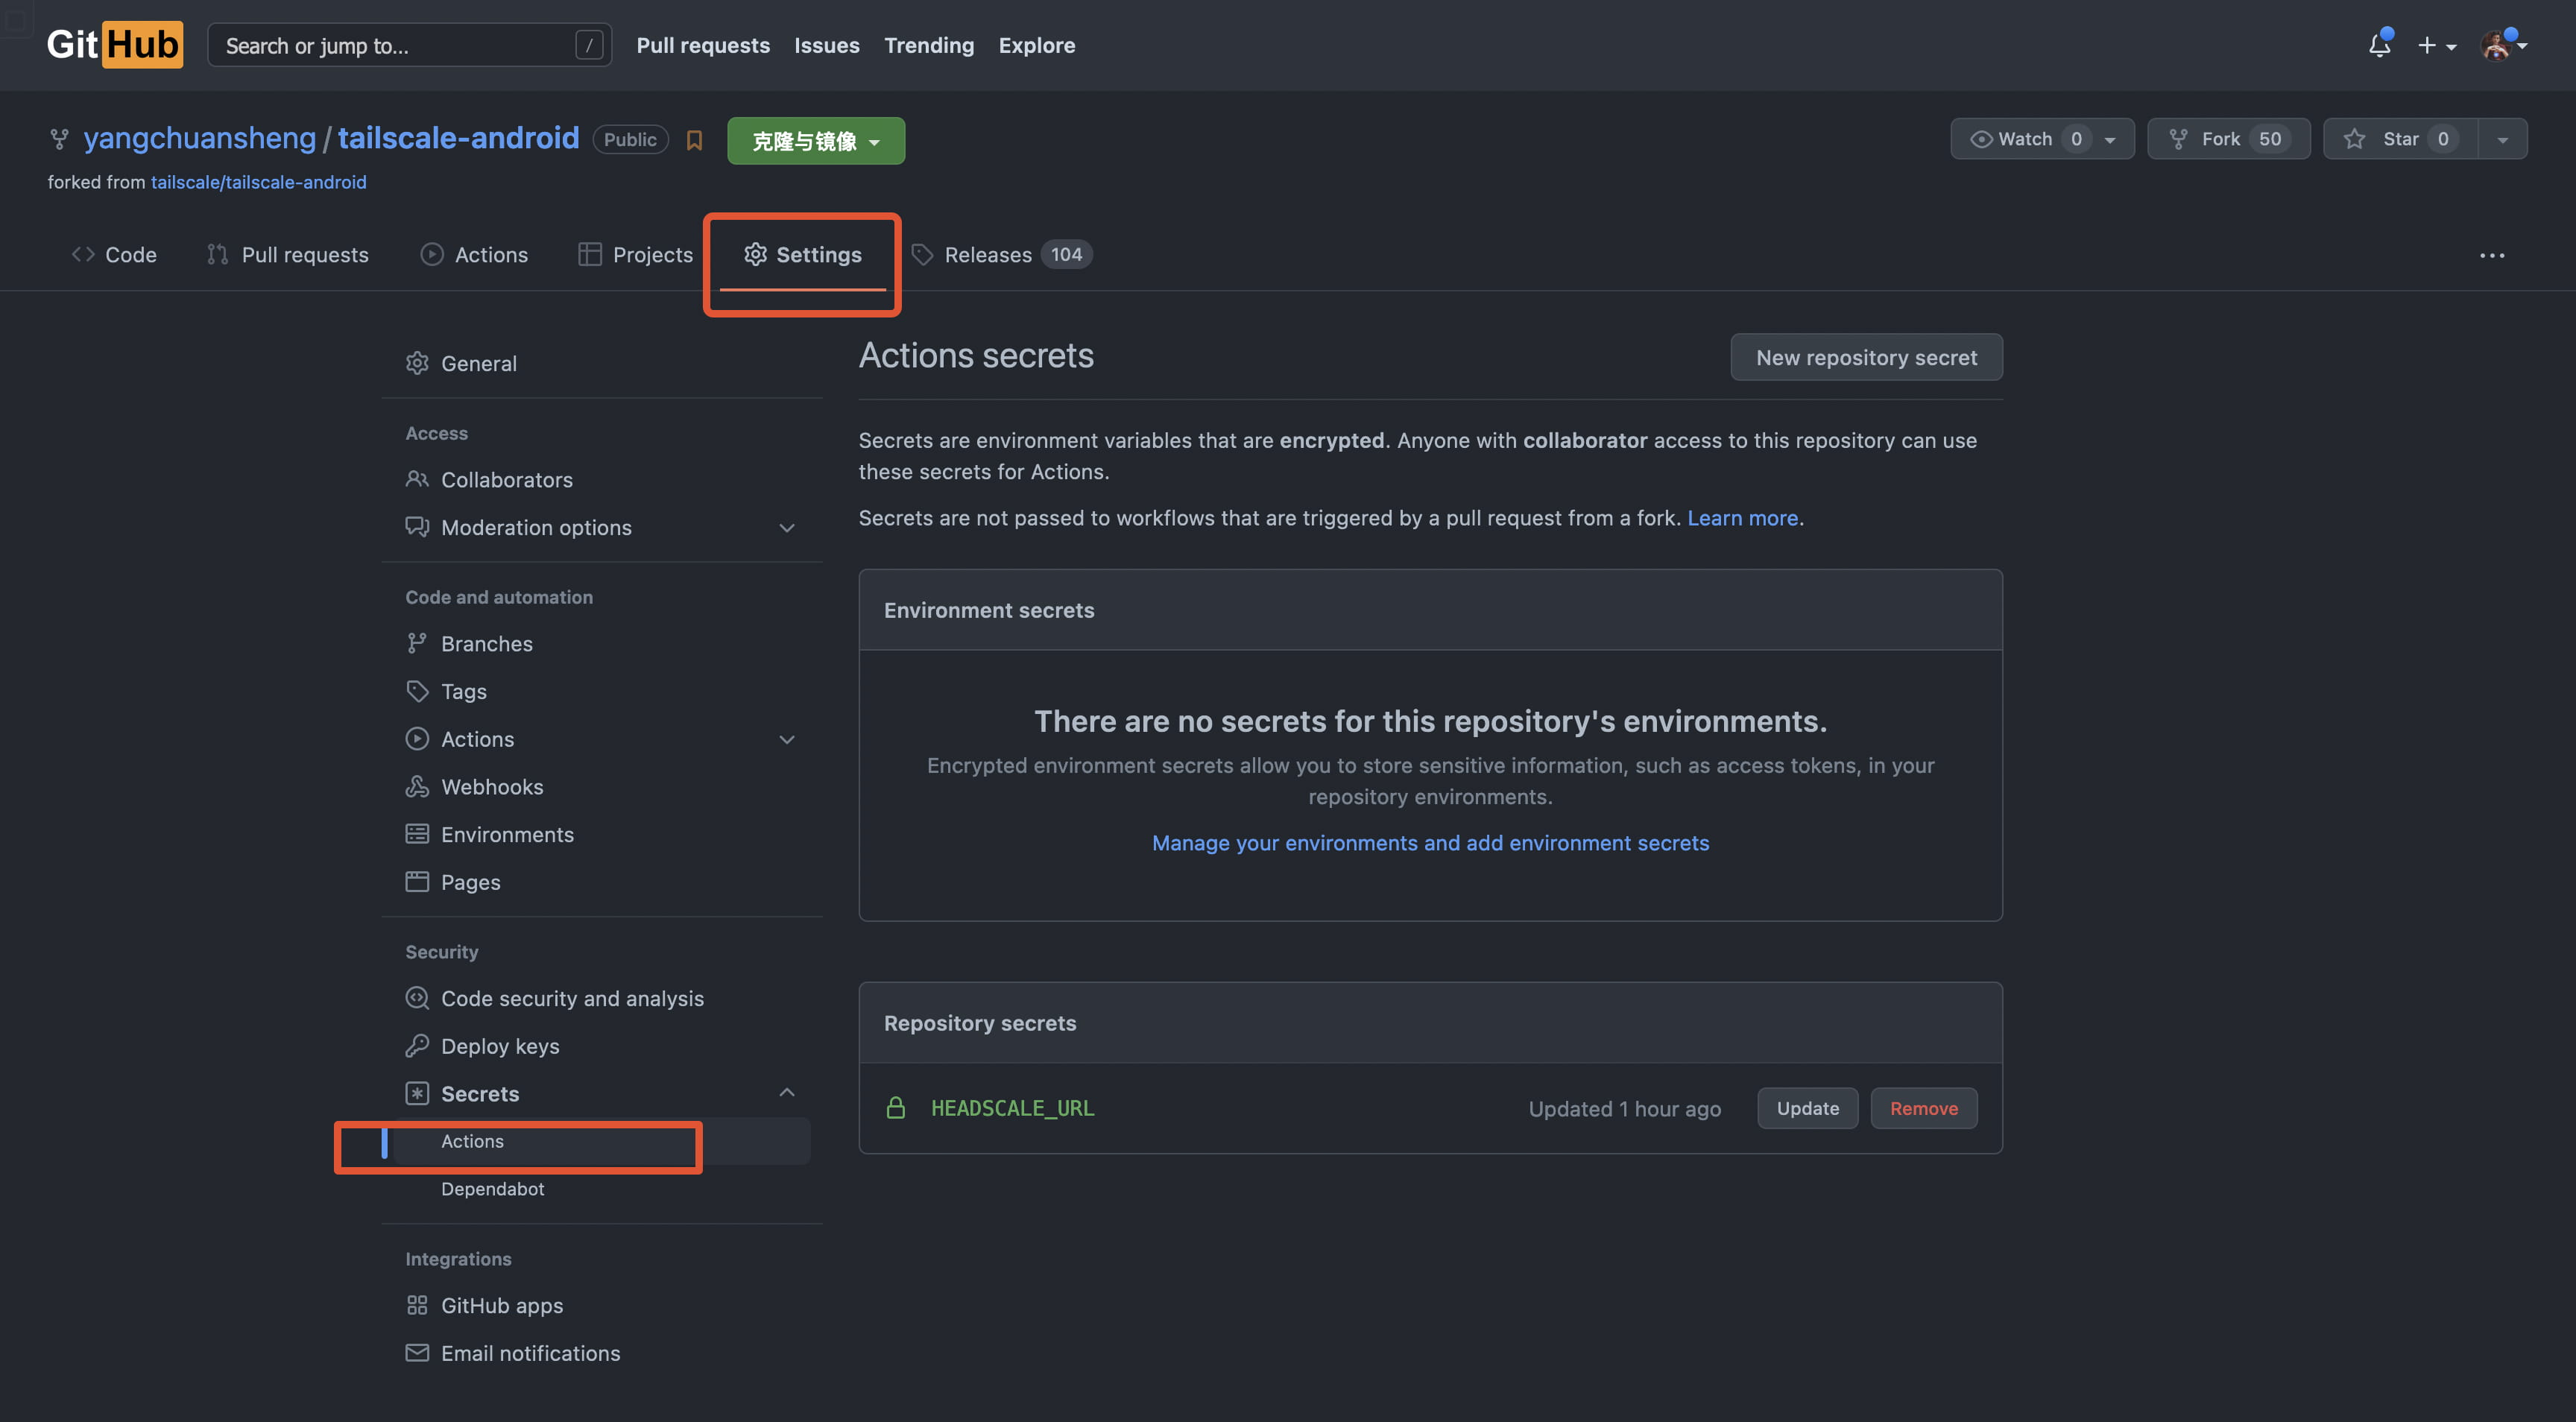 GitHub
Search or jump to...
/
Pull requests
Issues
Trending
Explore
yangchuansheng/tailscale-android
Public
克隆与镜像
Watch 0
Fork 50
Star 0
forked from tailscale/tailscale-android
Code
Pull requests
Actions
Projects
Settings
Releases 104
General
Access
Collaborators
Moderation options
Code and automation
Branches
Tags
Actions
Webhooks
Environments
Pages
Security
Code security and analysis
Deploy keys
Secrets
Actions
Dependabot
Integrations
GitHub apps
Email notifications
Actions secrets
New repository secret
Secrets are environment variables that are encrypted. Anyone with collaborator access to this repository can use
these secrets for Actions.
Secrets are not passed to workflows that are triggered by a pull request from a fork. Learn more.
Environment secrets
There are no secrets for this repository's environments.
Encrypted environment secrets allow you to store sensitive information, such as access tokens, in your
repository environments.
Manage your environments and add environment secrets
Repository secrets
HEADSCALE_URL
Updated 1 hour ago
Update
Remove